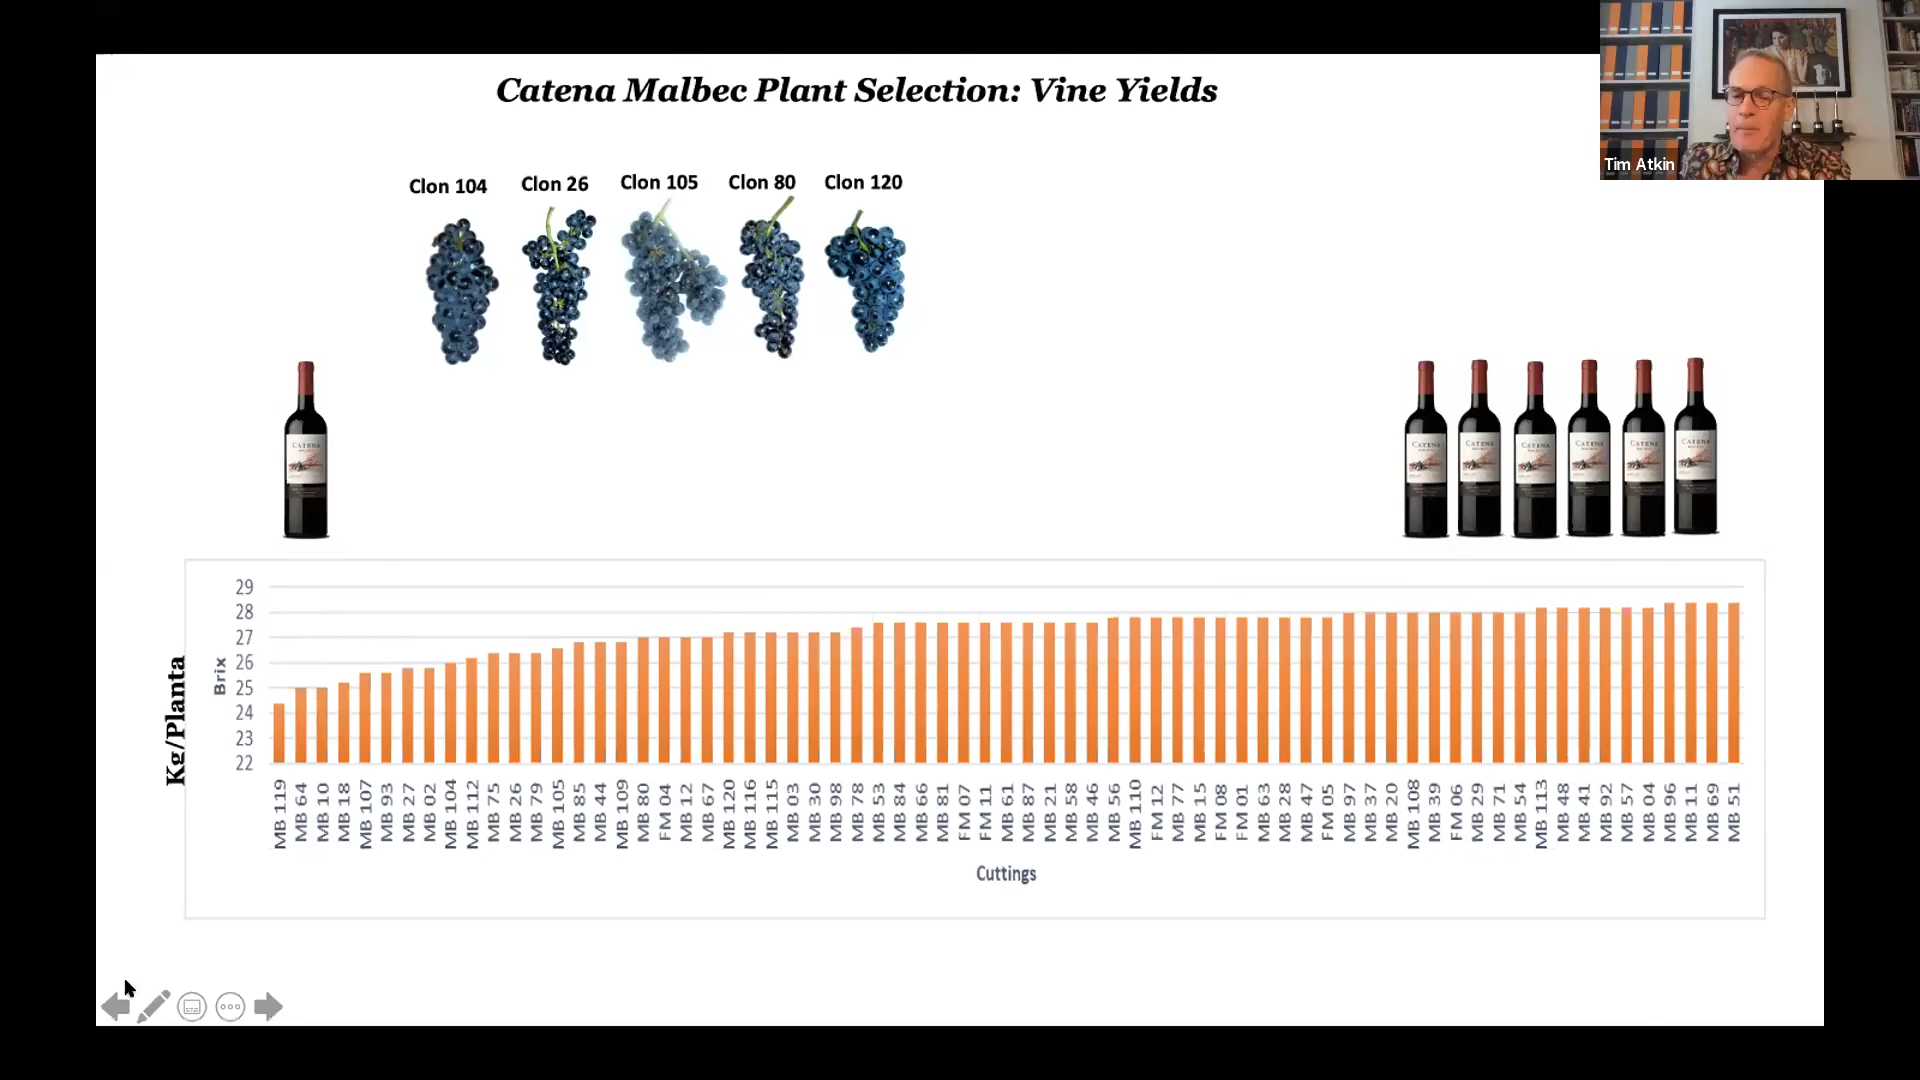 Catena Malbec Plant Selection: Vine Yields
Tim Atkin
Clon 104
Clon 26
Clon 105
Clon 80
Clon 120
CATENA
CATENA
CATENA
CATENA
CATENA
CATENA
CATENA
Kg/Planta
Brix
29
28
27
26
25
24
23
22
MB 119
MB 64
MB 10
MB 18
MB 107
MB 93
MB 27
MB 02
MB 104
MB 112
MB 75
MB 26
MB 79
MB 105
MB 85
MB 44
MB 109
MB 80
FM 04
MB 12
MB 67
MB 120
MB 116
MB 115
MB 03
MB 30
MB 98
MB 78
MB 53
MB 84
MB 66
MB 81
FM 07
FM 11
MB 61
MB 87
MB 21
MB 58
MB 46
MB 56
MB 110
FM 12
MB 77
MB 15
FM 08
FM 01
MB 63
MB 28
MB 47
FM 05
MB 97
MB 37
MB 20
MB 108
MB 39
FM 06
MB 29
MB 71
MB 54
MB 113
MB 48
MB 41
MB 92
MB 57
MB 04
MB 96
MB 11
MB 69
MB 51
Cuttings